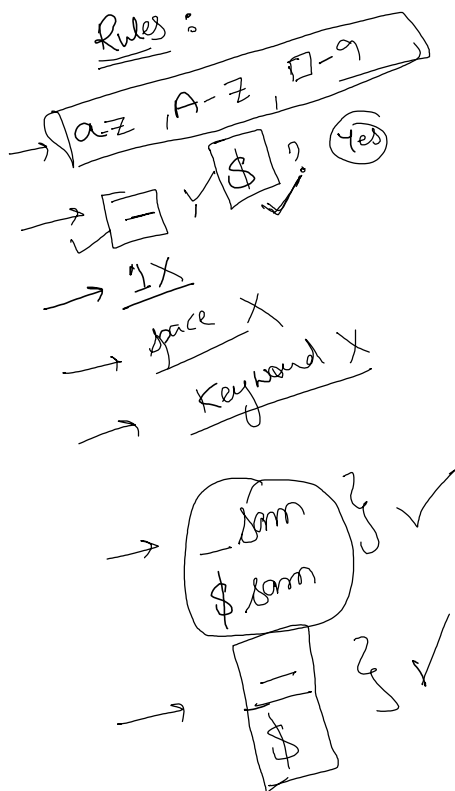 Rules :
→ a-z , A-Z , 0-9
→ _ , $ ? Yes
→ 1X
→ space X
→ Keyword X
→ _sam } ✓
$ sam
→ _ } ✓
$